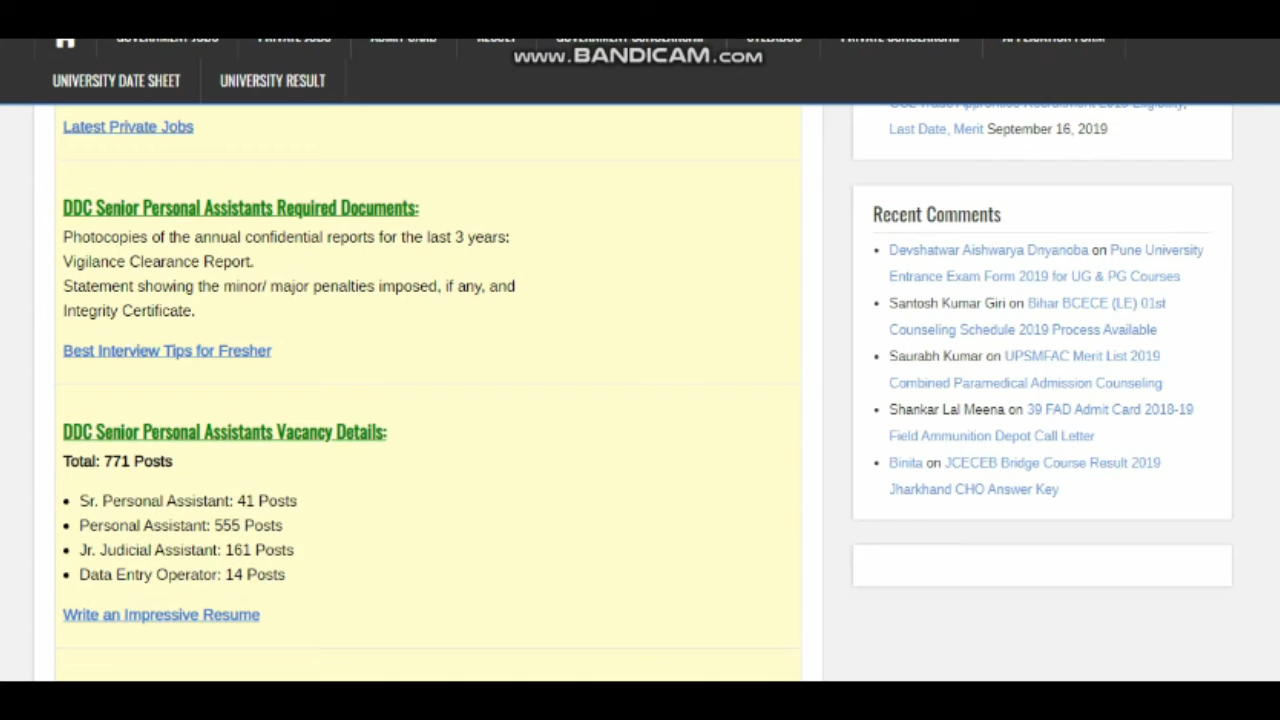 GOVERNMENT JOBS PRIVATE JOBS ADMIT CARD RESULT GOVERNMENT SCHOLARSHIP SYLLABUS PRIVATE SCHOLARSHIP APPLICATION FORM
www.BANDICAM.com
UNIVERSITY DATE SHEET UNIVERSITY RESULT
Latest Private Jobs
DDC Senior Personal Assistants Required Documents:
Photocopies of the annual confidential reports for the last 3 years:
Vigilance Clearance Report.
Statement showing the minor/ major penalties imposed, if any, and
Integrity Certificate.
Best Interview Tips for Fresher
DDC Senior Personal Assistants Vacancy Details:
Total: 771 Posts
• Sr. Personal Assistant: 41 Posts
• Personal Assistant: 555 Posts
• Jr. Judicial Assistant: 161 Posts
• Data Entry Operator: 14 Posts
Write an Impressive Resume
Trade Apprentice Recruitment 2019 Eligibility,
Last Date, Merit September 16, 2019
Recent Comments
• Devshatwar Aishwarya Dnyanoba on Pune University
Entrance Exam Form 2019 for UG & PG Courses
• Santosh Kumar Giri on Bihar BCECE (LE) 01st
Counseling Schedule 2019 Process Available
• Saurabh Kumar on UPSMFAC Merit List 2019
Combined Paramedical Admission Counseling
• Shankar Lal Meena on 39 FAD Admit Card 2018-19
Field Ammunition Depot Call Letter
• Binita on JCECEB Bridge Course Result 2019
Jharkhand CHO Answer Key